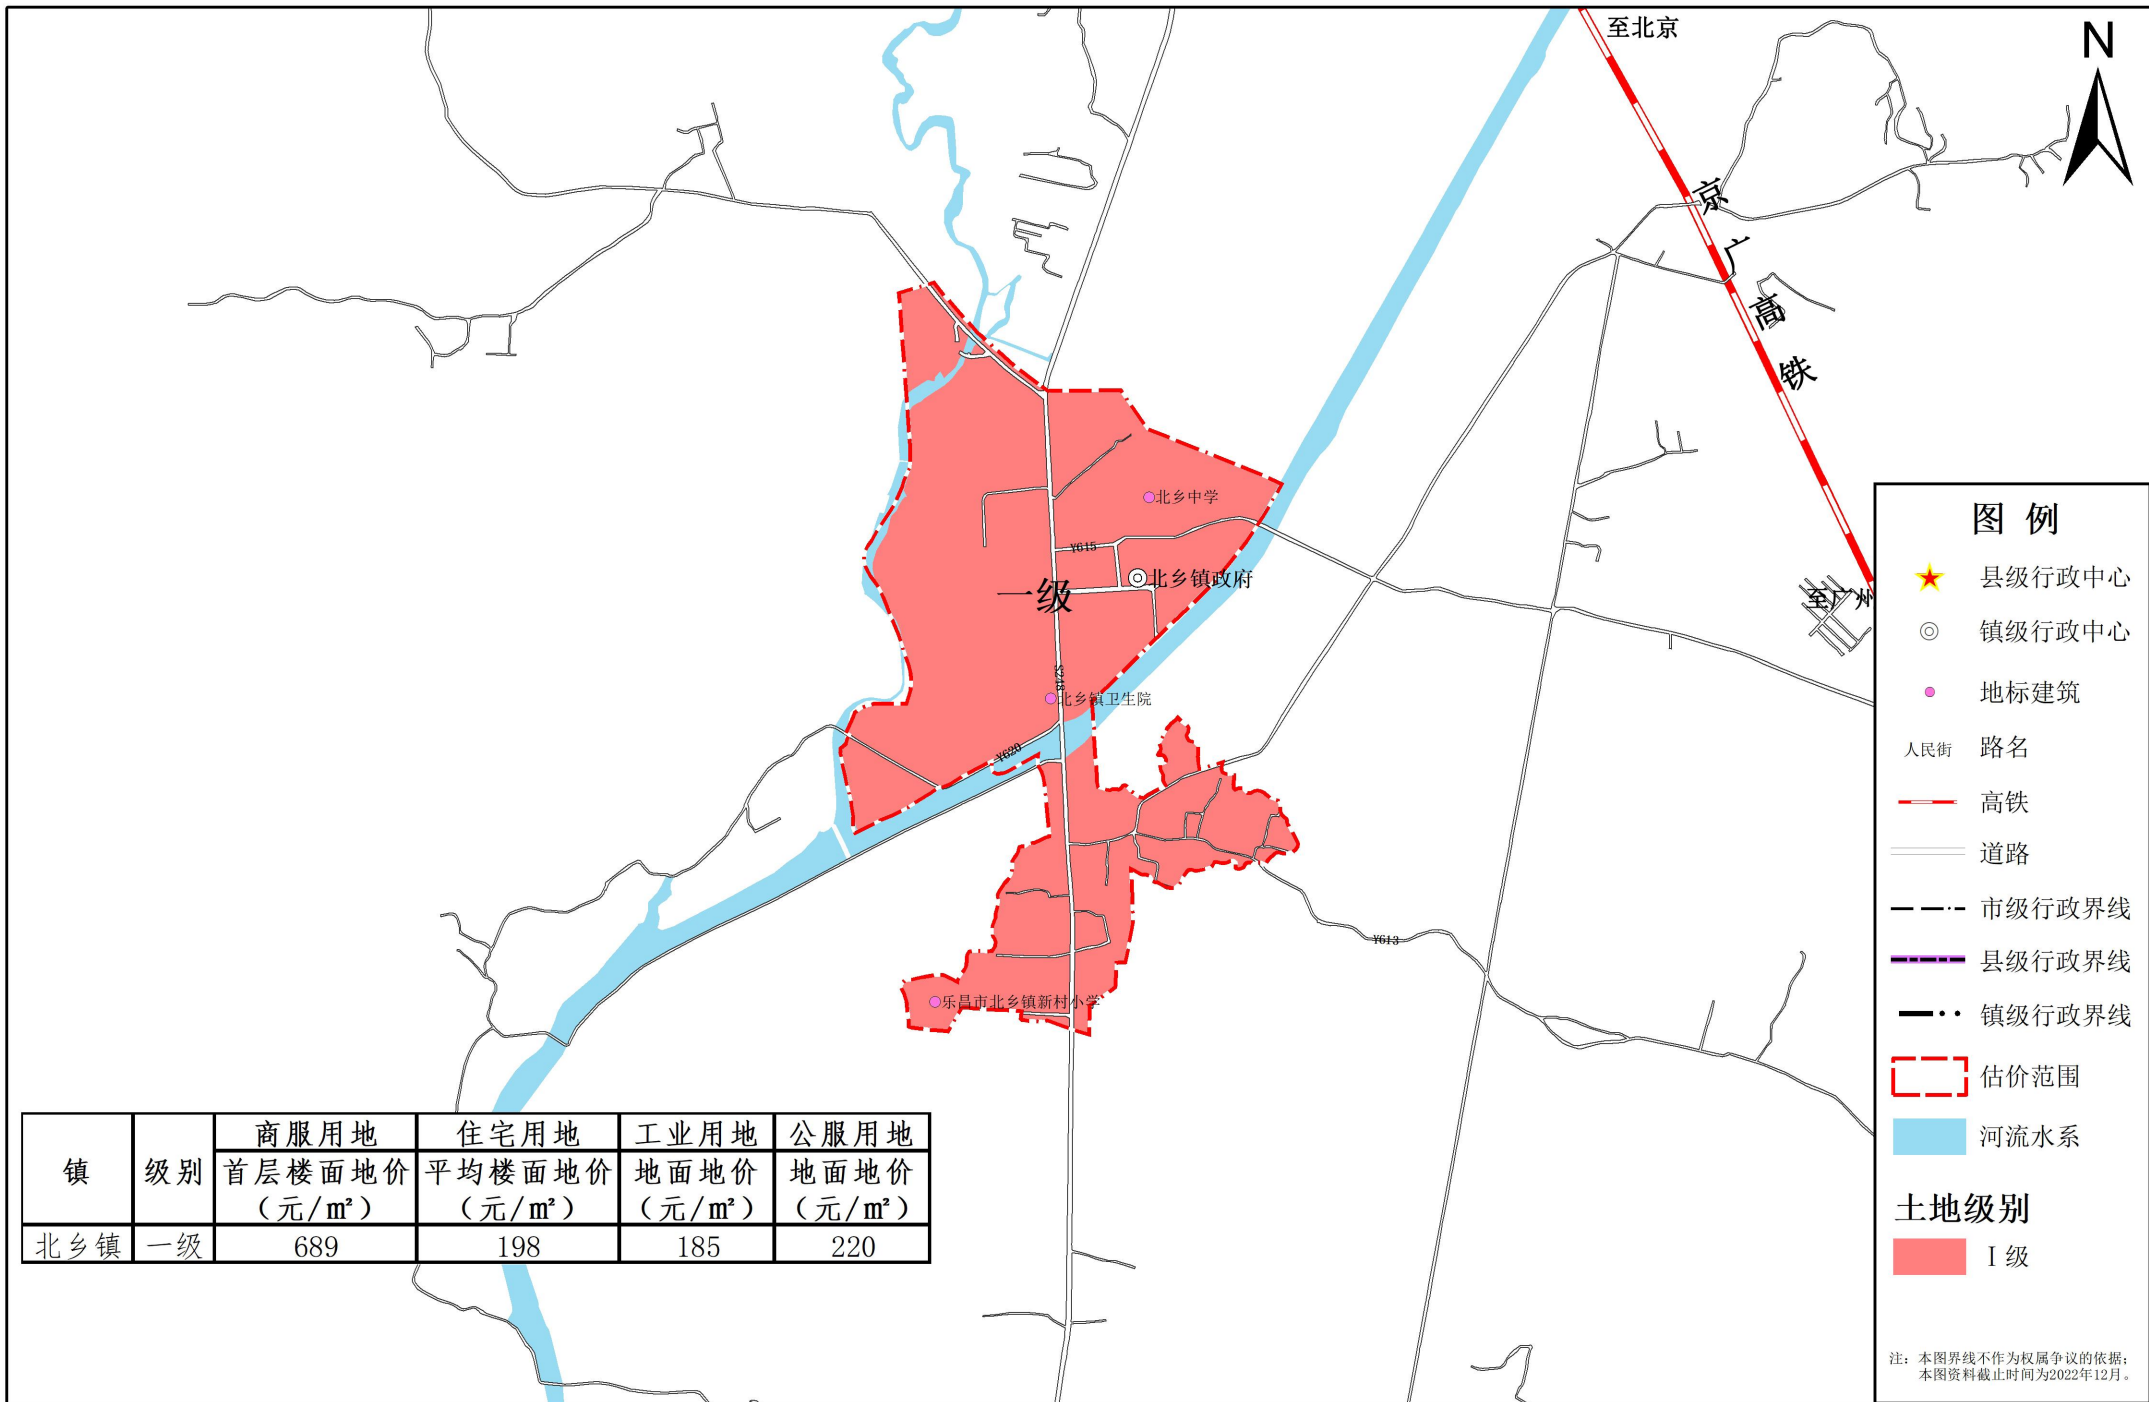 至北京
N
京广高铁
至广州
北乡中学
Y615
北乡镇政府
一级
S248
北乡镇卫生院
Y620
Y613
乐昌市北乡镇新村小学
图 例
县级行政中心
镇级行政中心
地标建筑
人民街 路名
高铁
道路
市级行政界线
县级行政界线
镇级行政界线
估价范围
河流水系
土地级别
Ⅰ级
注：本图界线不作为权属争议的依据；
本图资料截止时间为2022年12月。
镇 级别 商服用地 住宅用地 工业用地 公服用地
首层楼面地价 平均楼面地价 地面地价 地面地价
（元/㎡） （元/㎡） （元/㎡） （元/㎡）
北乡镇 一级 689 198 185 220